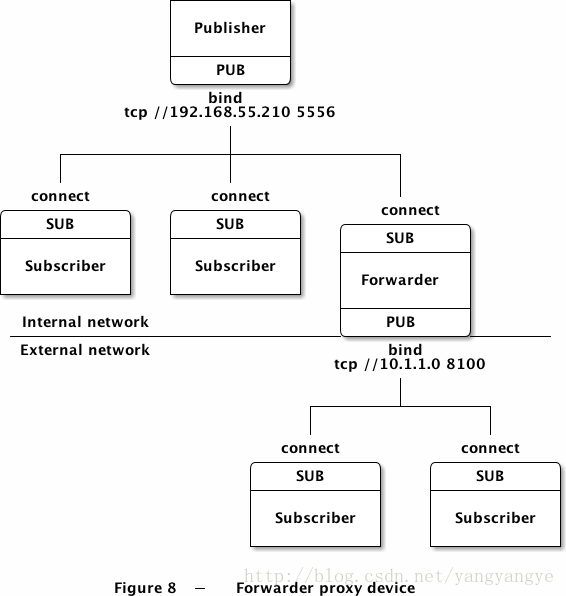 Publisher
PUB
bind
tcp //192.168.55.210 5556
connect connect connect
SUB SUB SUB
Subscriber Subscriber Forwarder
Internal network PUB
External network bind
tcp //10.1.1.0 8100
connect connect
SUB SUB
Subscriber Subscriber
http://blog.csdn.net/yangyangye
Figure 8 — Forwarder proxy device